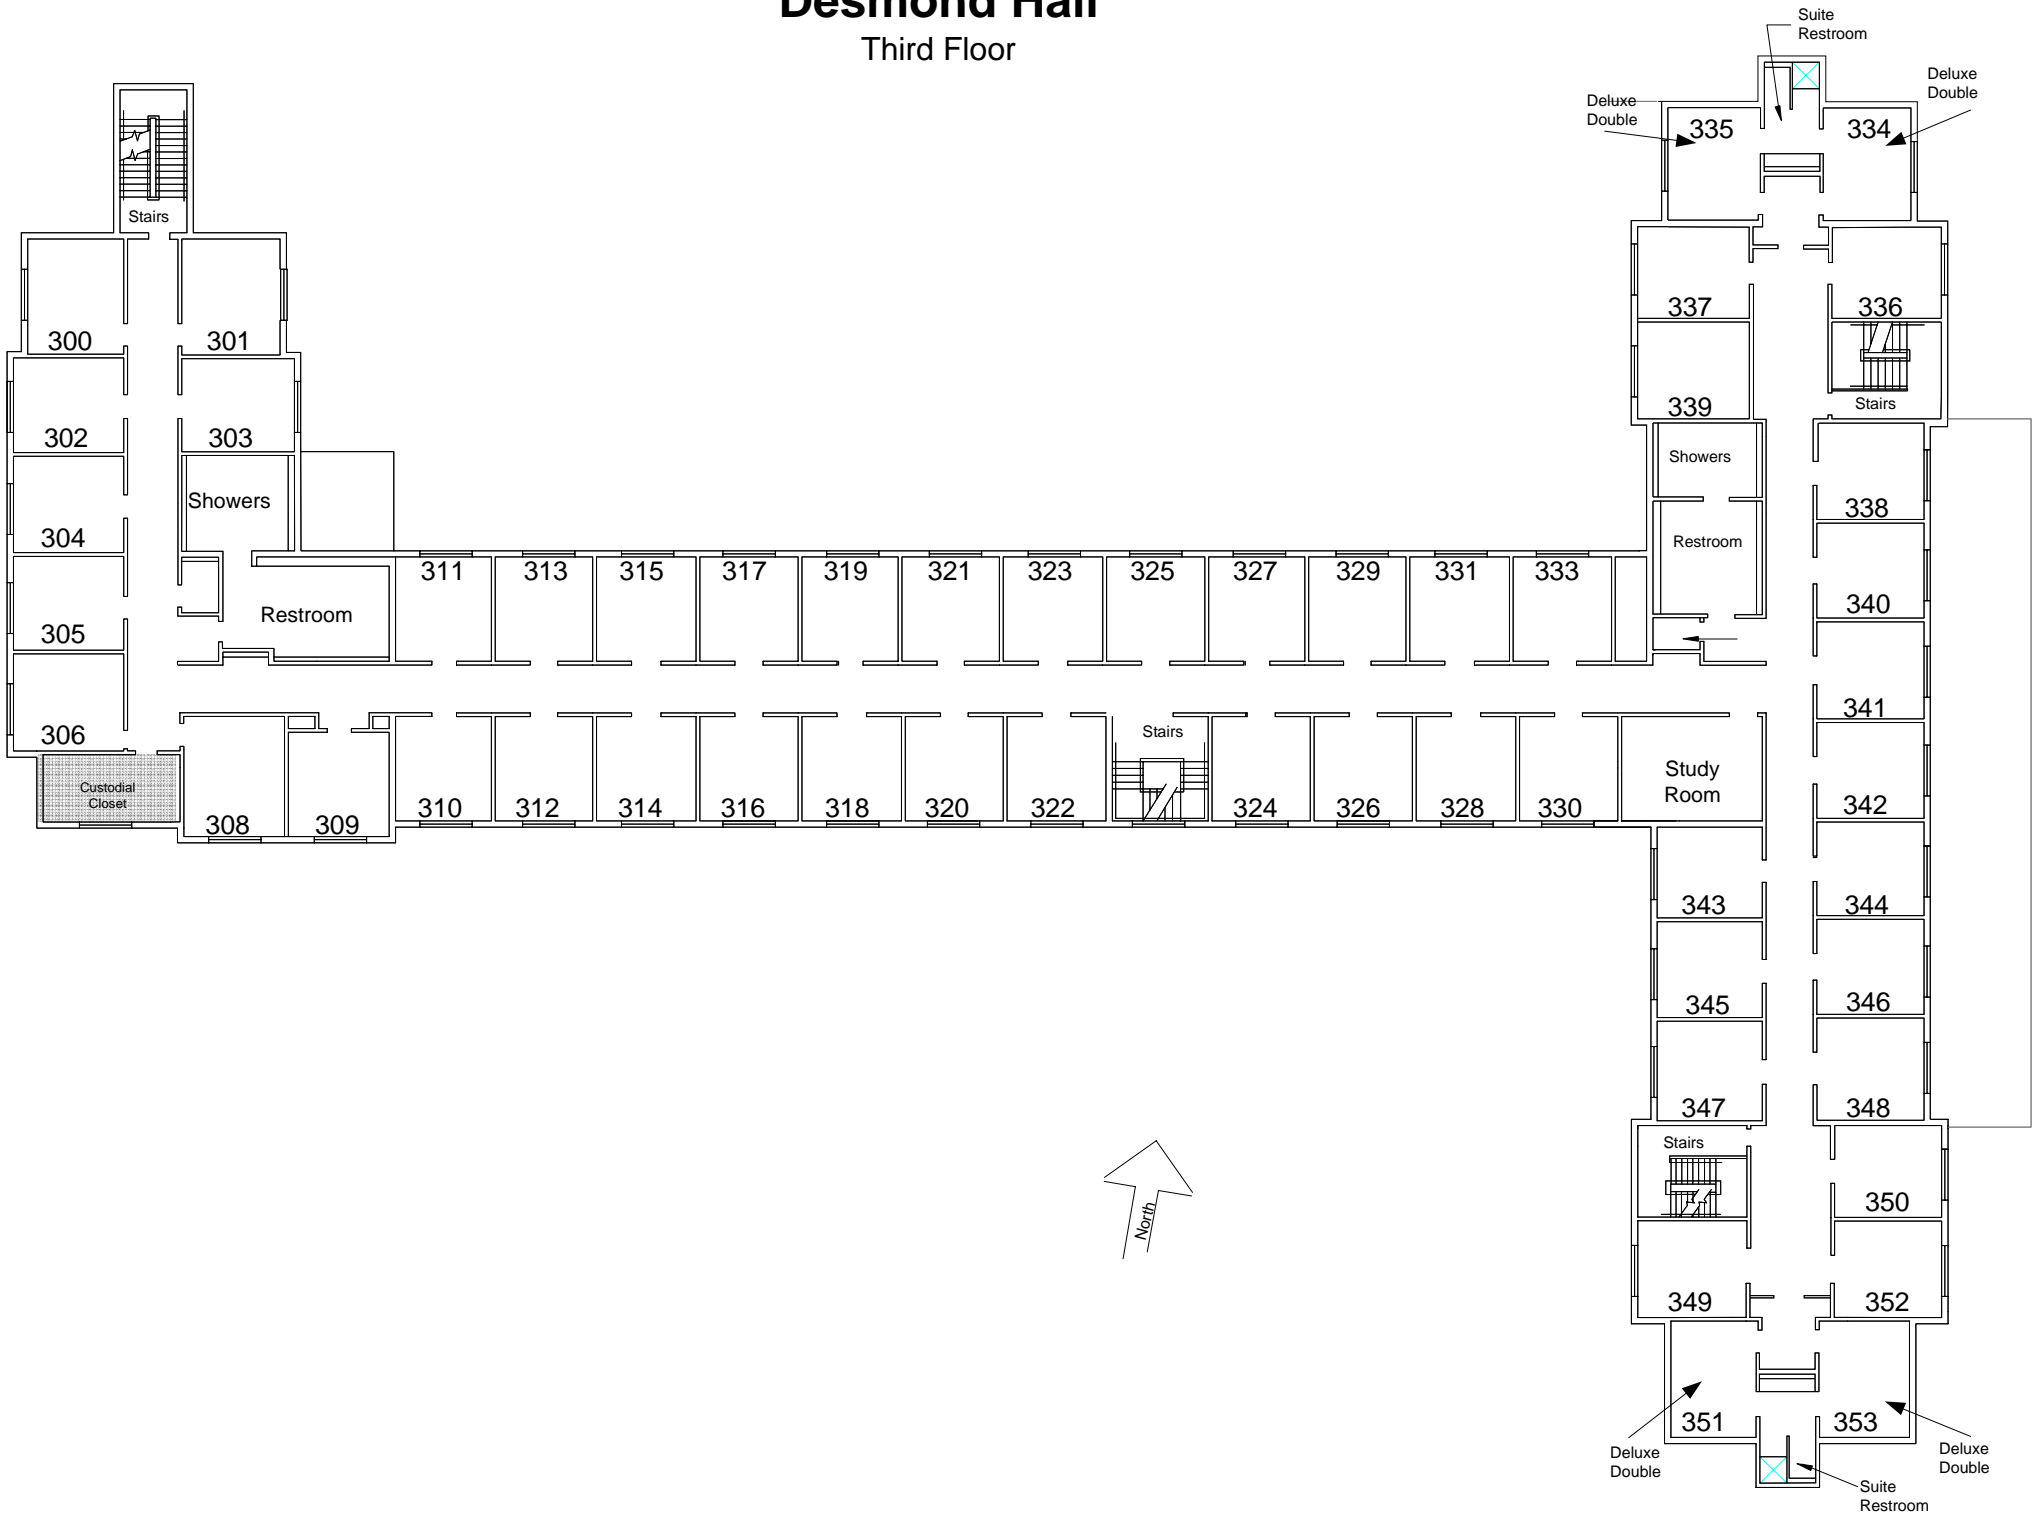 Desmond Hall
Third Floor
Suite
Restroom
Deluxe
Double
Deluxe
Double
335
334
Stairs
300
301
337
336
302
303
339
Stairs
Showers
304
Showers
338
Restroom
305
Restroom
311
313
315
317
319
321
323
325
327
329
331
333
340
306
341
Custodial
Closet
308
309
310
312
314
316
318
320
322
Stairs
324
326
328
330
Study
Room
342
343
344
345
346
347
348
Stairs
350
North
349
352
351
353
Deluxe
Double
Deluxe
Double
Suite
Restroom